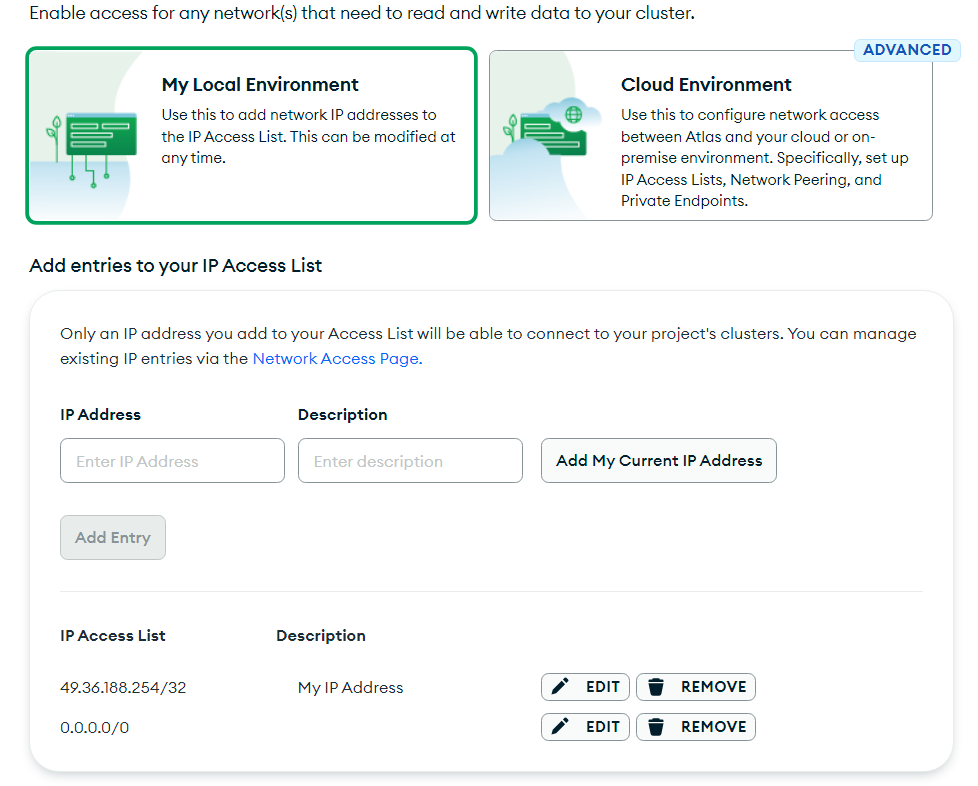 Enable access for any network(s) that need to read and write data to your cluster.
ADVANCED
My Local Environment
Use this to add network IP addresses to
the IP Access List. This can be modified at
any time.
Cloud Environment
Use this to configure network access
between Atlas and your cloud or on-
premise environment. Specifically, set up
IP Access Lists, Network Peering, and
Private Endpoints.
Add entries to your IP Access List
Only an IP address you add to your Access List will be able to connect to your project's clusters. You can manage
existing IP entries via the Network Access Page.
IP Address Description
Enter IP Address Enter description Add My Current IP Address
Add Entry
IP Access List Description
49.36.188.254/32 My IP Address EDIT REMOVE
0.0.0.0/0 EDIT REMOVE